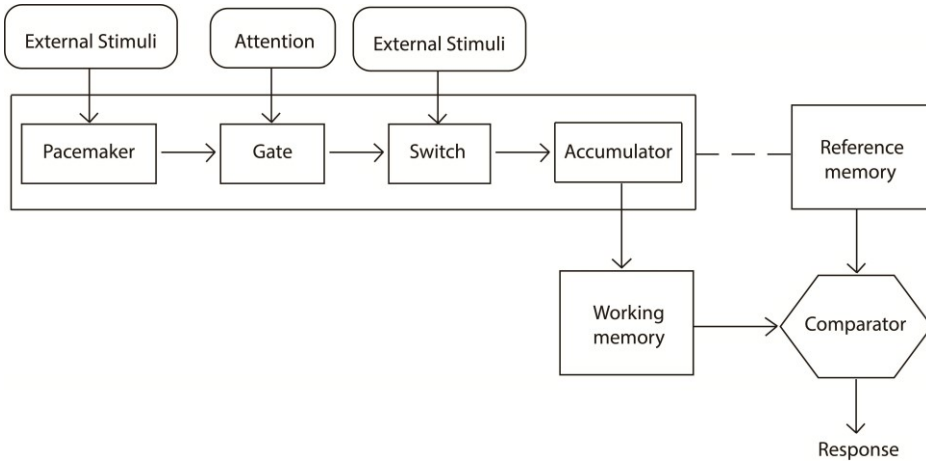 External Stimuli
Attention
External Stimuli
Pacemaker
Gate
Switch
Accumulator
Reference
memory
Working
memory
Comparator
Response